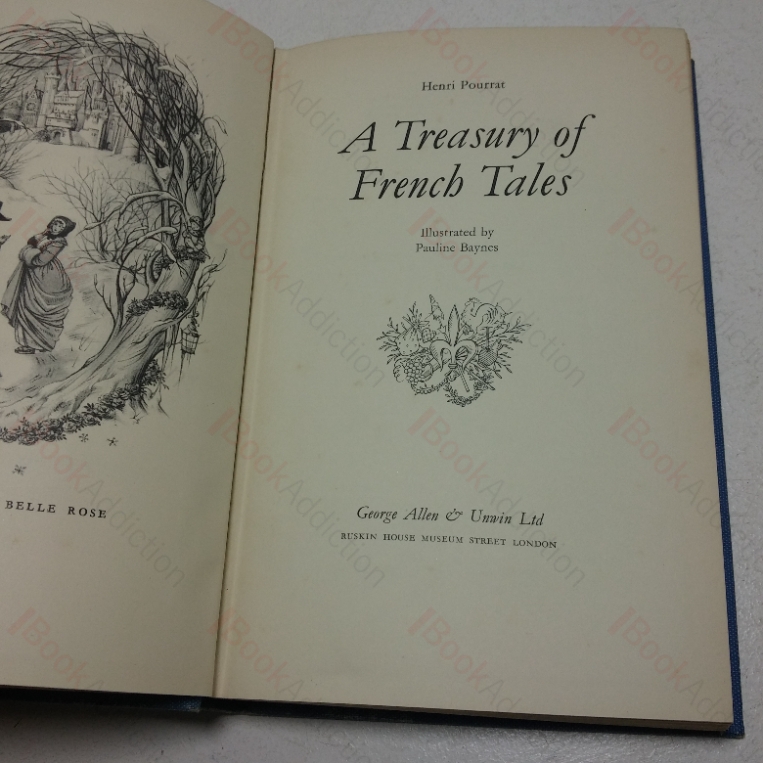 BELLE ROSE
Henri Pourrat
A Treasury of
French Tales
Illustrated by
Pauline Baynes
George Allen & Unwin Ltd
RUSKIN HOUSE MUSEUM STREET LONDON
iBookAddiction